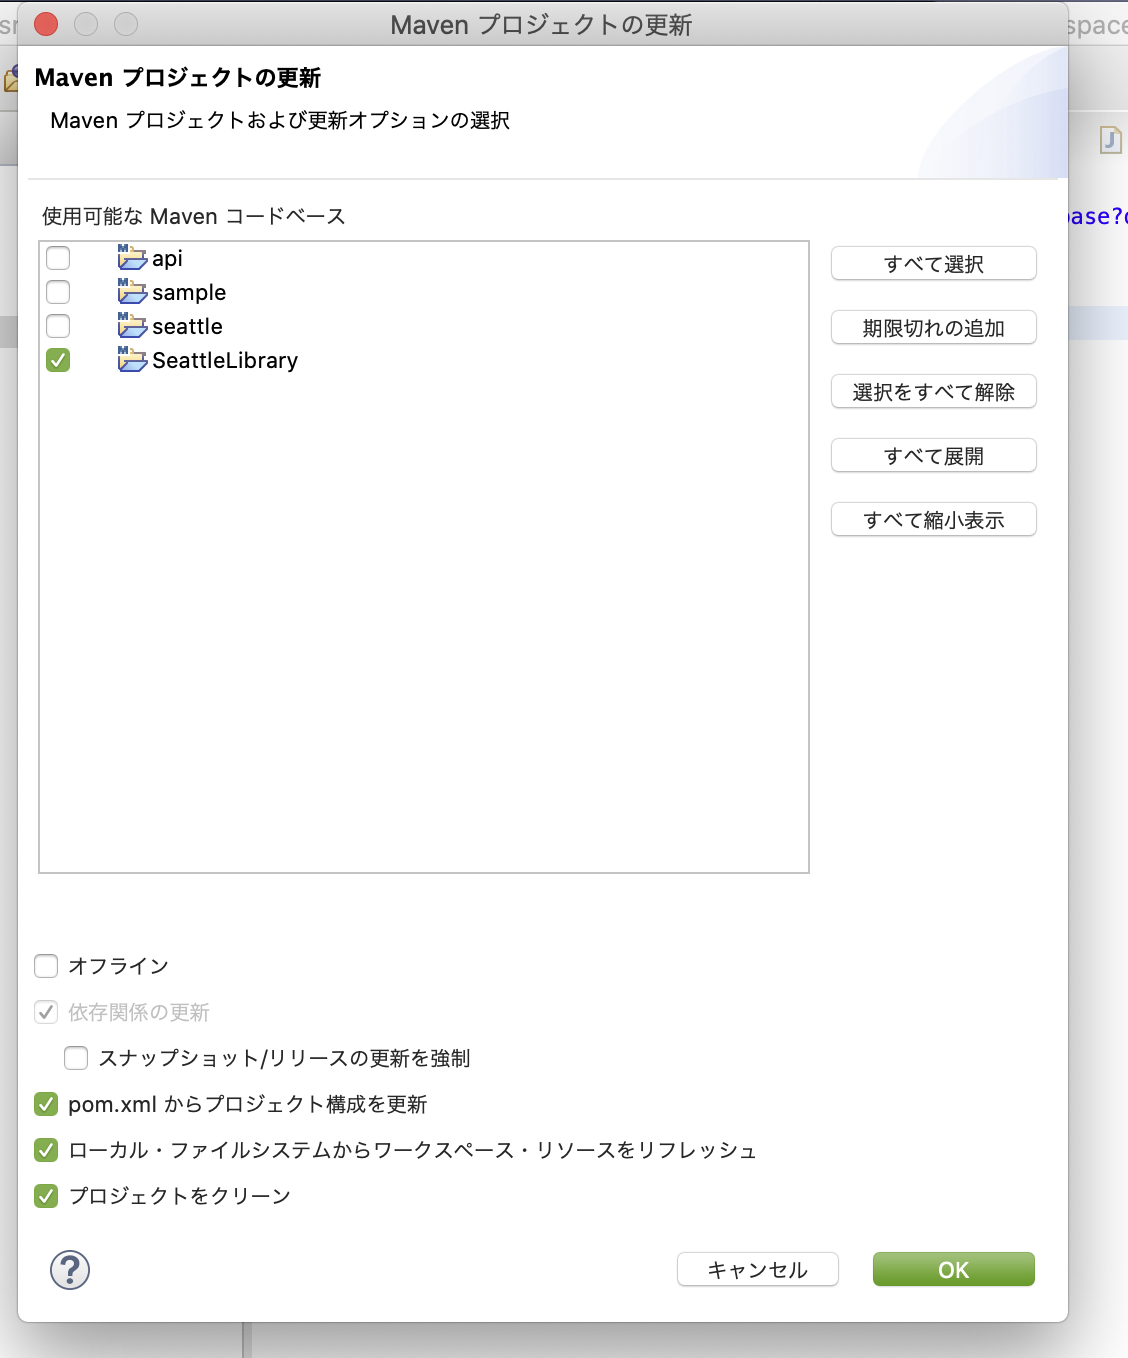 Maven プロジェクトの更新
Maven プロジェクトの更新
Maven プロジェクトおよび更新オプションの選択
使用可能な Maven コードベース
api
sample
seattle
SeattleLibrary
すべて選択
期限切れの追加
選択をすべて解除
すべて展開
すべて縮小表示
オフライン
依存関係の更新
スナップショット/リリースの更新を強制
pom.xml からプロジェクト構成を更新
ローカル・ファイルシステムからワークスペース・リソースをリフレッシュ
プロジェクトをクリーン
?
キャンセル
OK